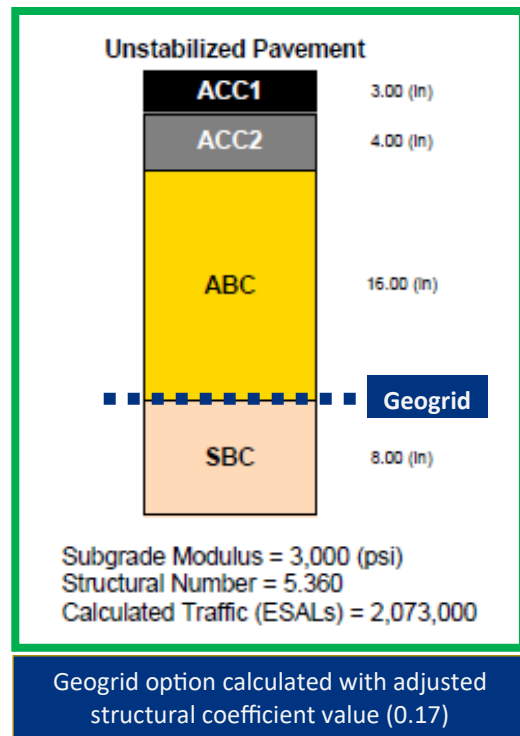 Unstabilized Pavement
ACC1 3.00 (in)
ACC2 4.00 (in)
ABC 16.00 (in)
Geogrid
SBC 8.00 (in)
Subgrade Modulus = 3,000 (psi)
Structural Number = 5.360
Calculated Traffic (ESALs) = 2,073,000
Geogrid option calculated with adjusted
structural coefficient value (0.17)